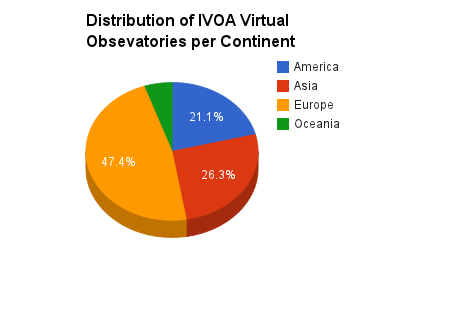 Distribution of IVOA Virtual
Obsevatories per Continent
America
Asia
Europe
Oceania
21.1%
47.4%
26.3%